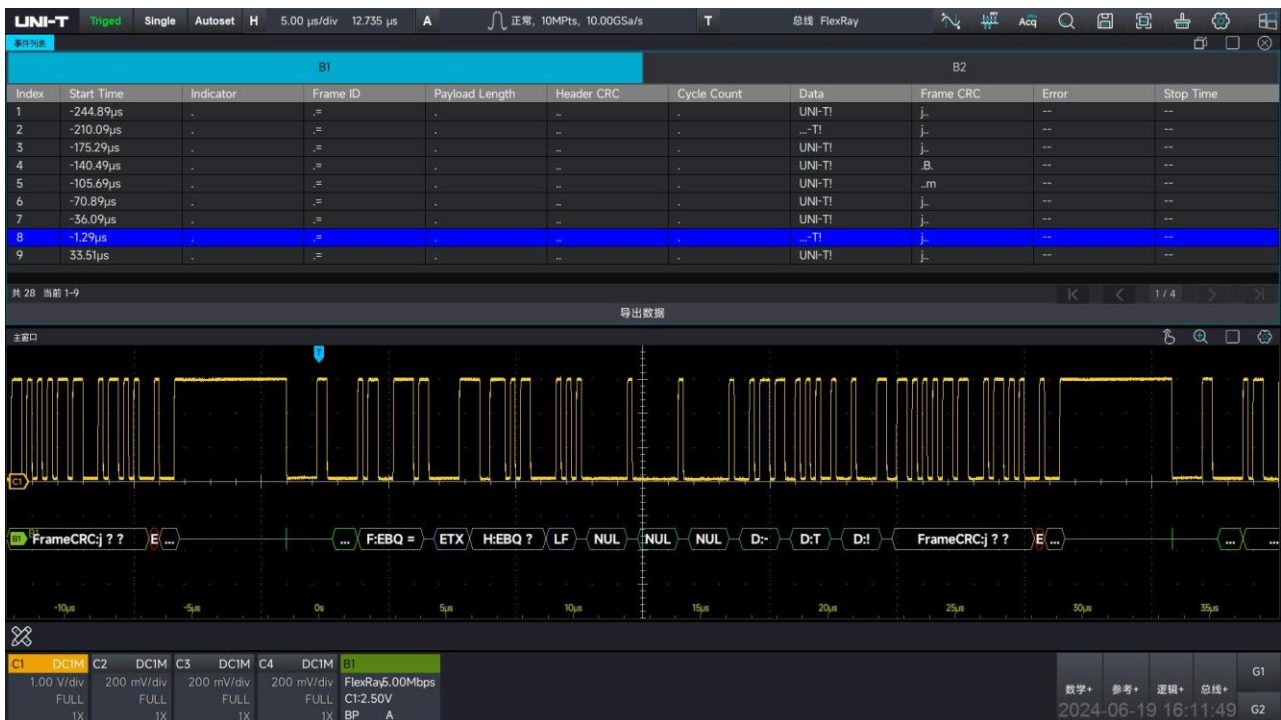 UNI-T Triged Single Autoset H 5.00 μs/div 12.735 μs A 正常, 10MPts, 10.00GSa/s T 总线 FlexRay Acq
事件列表
B1 B2
Index Start Time Indicator Frame ID Payload Length Header CRC Cycle Count Data Frame CRC Error Stop Time
1 -244.89μs . .= . .. . UNI-T! j.. -- --
2 -210.09μs . .= . .. . ...-T! j.. -- --
3 -175.29μs . .= . .. . UNI-T! j.. -- --
4 -140.49μs . .= . .. . UNI-T! .B. -- --
5 -105.69μs . .= . .. . UNI-T! ..m -- --
6 -70.89μs . .= . .. . UNI-T! j.. -- --
7 -36.09μs . .= . .. . UNI-T! j.. -- --
8 -1.29μs . .= . .. . ...-T! j.. -- --
9 33.51μs . .= . .. . UNI-T! j.. -- --
共 28 当前 1-9 1 / 4
导出数据
主窗口
T
C1
B1 B1 FrameCRC:j ? ? E ... ... F:EBQ = ETX H:EBQ ? LF NUL NUL NUL D:- D:T D:! FrameCRC:j ? ? E ... ... ...
-10μs -5μs 0s 5μs 10μs 15μs 20μs 25μs 30μs 35μs
C1 DC1M C2 DC1M C3 DC1M C4 DC1M B1
1.00 V/div 200 mV/div 200 mV/div 200 mV/div FlexRay5.00Mbps G1
FULL FULL FULL FULL C1:2.50V 数学+ 参考+ 逻辑+ 总线+
1X 1X 1X 1X BP A 2024-06-19 16:11:49 G2